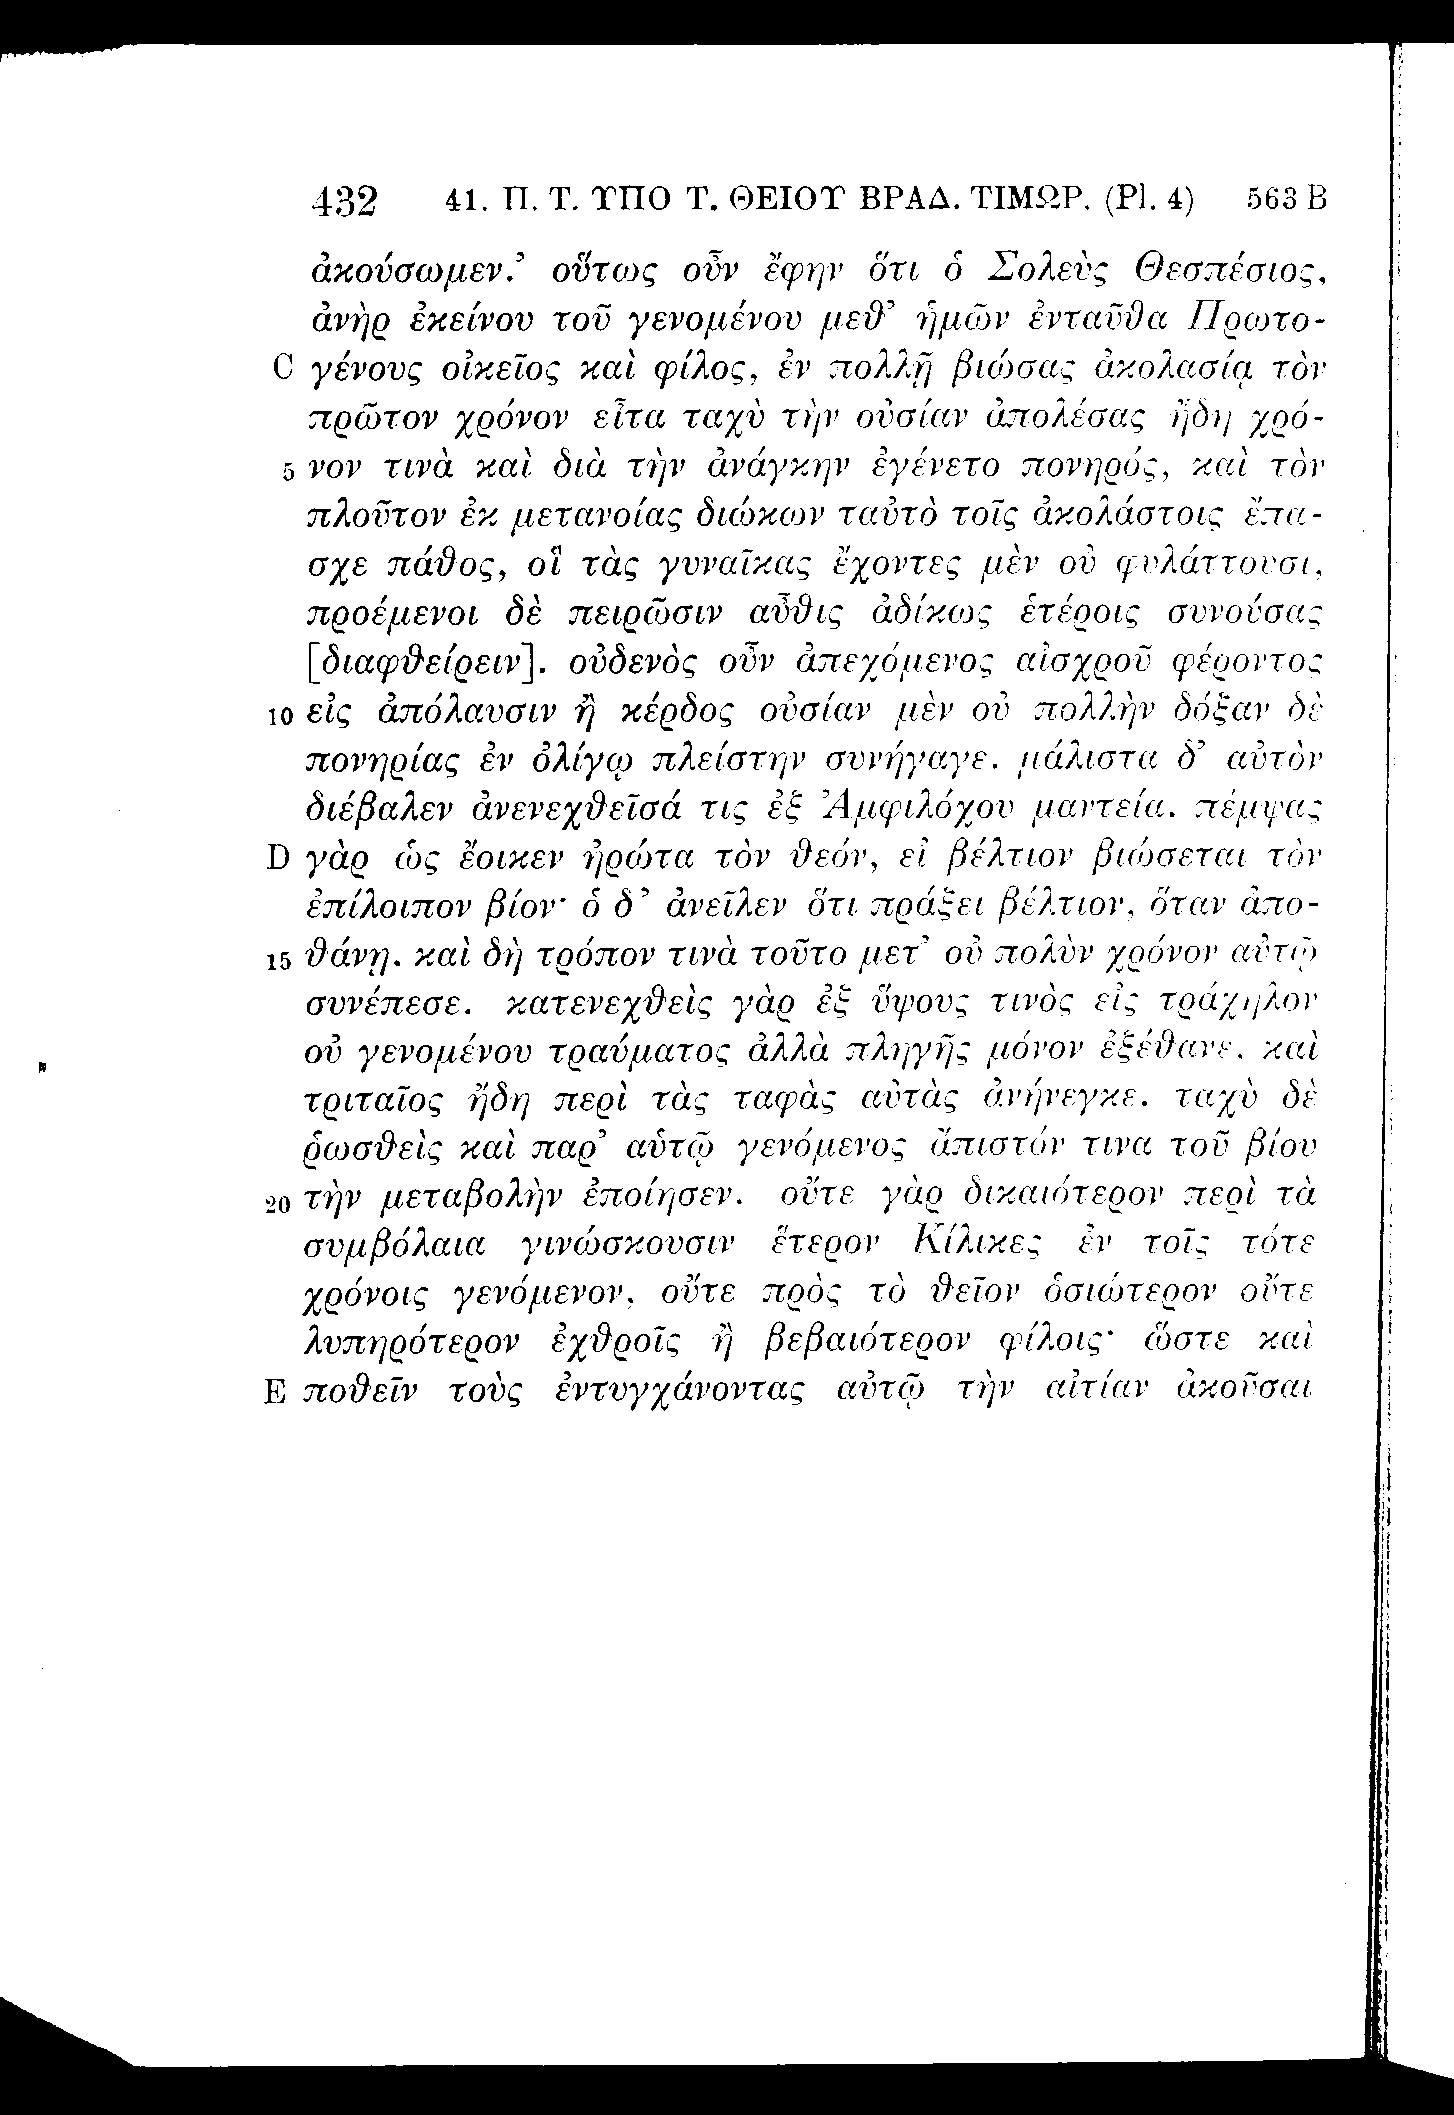 432 41. Π. Τ. ΥΠΟ Τ. ΘΕΙΟΥ ΒΡΑΔ. ΤΙΜΩΡ. (Pl. 4) 563 B
ἀκούσωμεν.’ οὕτως οὖν ἔφην ὅτι ὁ Σολεὺς Θεσπέσιος,
ἀνὴρ ἐκείνου τοῦ γενομένου μεθ’ ἡμῶν ἐνταῦθα Πρωτο-
C γένους οἰκεῖος καὶ φίλος, ἐν πολλῇ βιώσας ἀκολασίᾳ τὸν
πρῶτον χρόνον εἶτα ταχὺ τὴν οὐσίαν ἀπολέσας ἤδη χρό-
5 νον τινὰ καὶ διὰ τὴν ἀνάγκην ἐγένετο πονηρός, καὶ τὸν
πλοῦτον ἐκ μετανοίας διώκων ταὐτὸ τοῖς ἀκολάστοις ἔπα-
σχε πάθος, οἳ τὰς γυναῖκας ἔχοντες μὲν οὐ φυλάττουσι,
προέμενοι δὲ πειρῶσιν αὖθις ἀδίκως ἑτέροις συνούσας
[διαφθείρειν]. οὐδενὸς οὖν ἀπεχόμενος αἰσχροῦ φέροντος
10 εἰς ἀπόλαυσιν ἢ κέρδος οὐσίαν μὲν οὐ πολλὴν δόξαν δὲ
πονηρίας ἐν ὀλίγῳ πλείστην συνήγαγε. μάλιστα δ’ αὐτὸν
διέβαλεν ἀνενεχθεῖσά τις ἐξ Ἀμφιλόχου μαντεία. πέμψας
D γὰρ ὡς ἔοικεν ἠρώτα τὸν θεόν, εἰ βέλτιον βιώσεται τὸν
ἐπίλοιπον βίον· ὁ δ’ ἀνεῖλεν ὅτι πράξει βέλτιον, ὅταν ἀπο-
15 θάνῃ. καὶ δὴ τρόπον τινὰ τοῦτο μετ’ οὐ πολὺν χρόνον αὐτῷ
συνέπεσε. κατενεχθεὶς γὰρ ἐξ ὕψους τινὸς εἰς τράχηλον
οὐ γενομένου τραύματος ἀλλὰ πληγῆς μόνον ἐξέθανε, καὶ
τριταῖος ἤδη περὶ τὰς ταφὰς αὐτὰς ἀνήνεγκε. ταχὺ δὲ
ῥωσθεὶς καὶ παρ’ αὑτῷ γενόμενος ἄπιστόν τινα τοῦ βίου
20 τὴν μεταβολὴν ἐποίησεν. οὔτε γὰρ δικαιότερον περὶ τὰ
συμβόλαια γινώσκουσιν ἕτερον Κίλικες ἐν τοῖς τότε
χρόνοις γενόμενον, οὔτε πρὸς τὸ θεῖον ὁσιώτερον οὔτε
λυπηρότερον ἐχθροῖς ἢ βεβαιότερον φίλοις· ὥστε καὶ
E ποθεῖν τοὺς ἐντυγχάνοντας αὐτῷ τὴν αἰτίαν ἀκοῦσαι